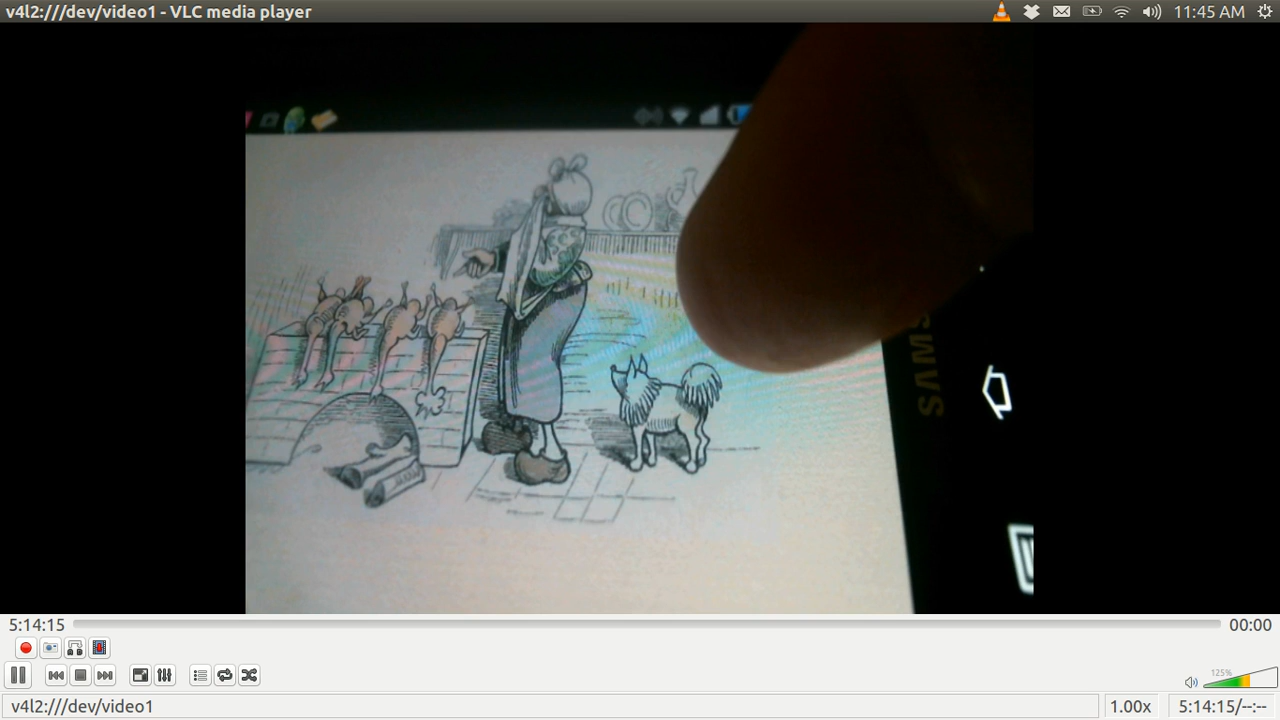 v4l2:///dev/video1 - VLC media player
11:45 AM
SAMS
5:14:15
00:00
125%
v4l2:///dev/video1
1.00x
5:14:15/--:--